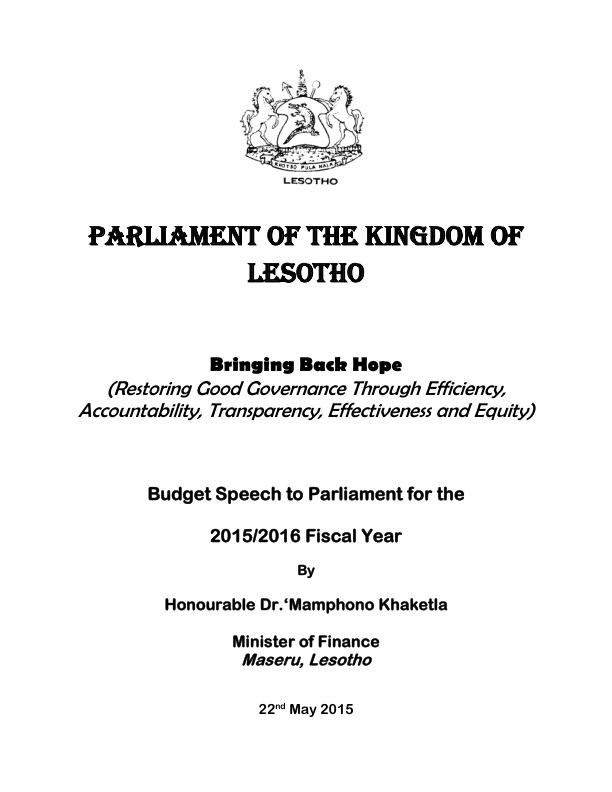 KHOTSO PULA NALA
LESOTHO
PARLIAMENT OF THE KINGDOM OF
LESOTHO
Bringing Back Hope
(Restoring Good Governance Through Efficiency,
Accountability, Transparency, Effectiveness and Equity)
Budget Speech to Parliament for the
2015/2016 Fiscal Year
By
Honourable Dr.‘Mamphono Khaketla
Minister of Finance
Maseru, Lesotho
22nd May 2015